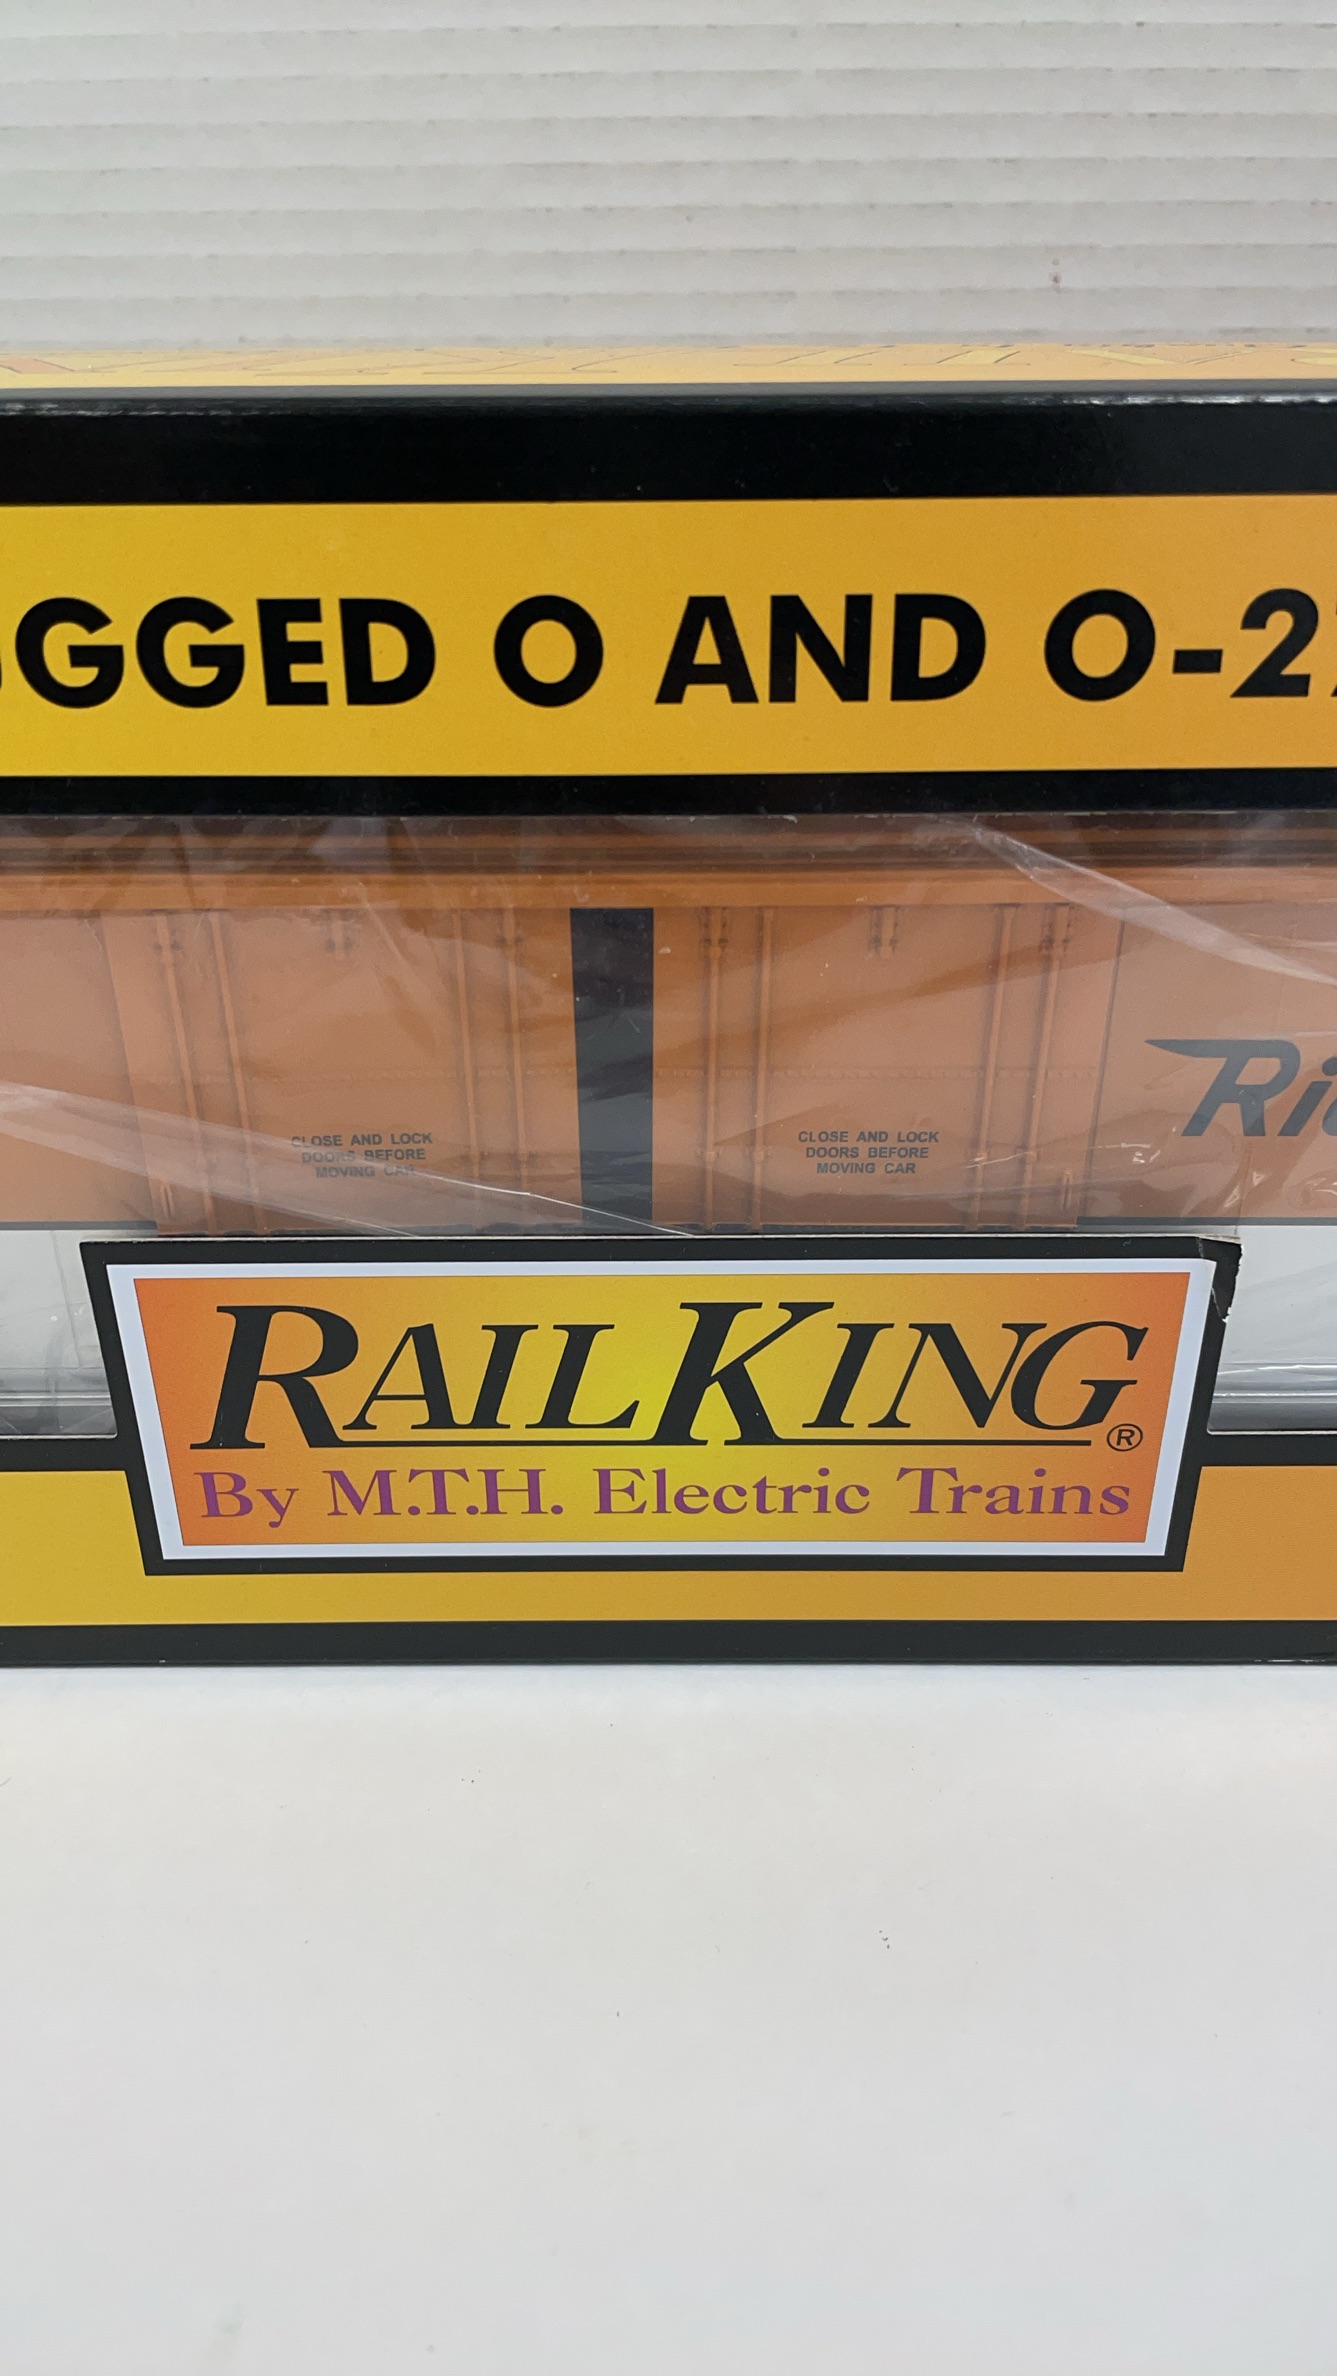 GGED O AND O-2
CLOSE AND LOCK
DOORS BEFORE
MOVING CAR
CLOSE AND LOCK
DOORS BEFORE
MOVING CAR
Ri
RAILKING®
By M.T.H. Electric Trains